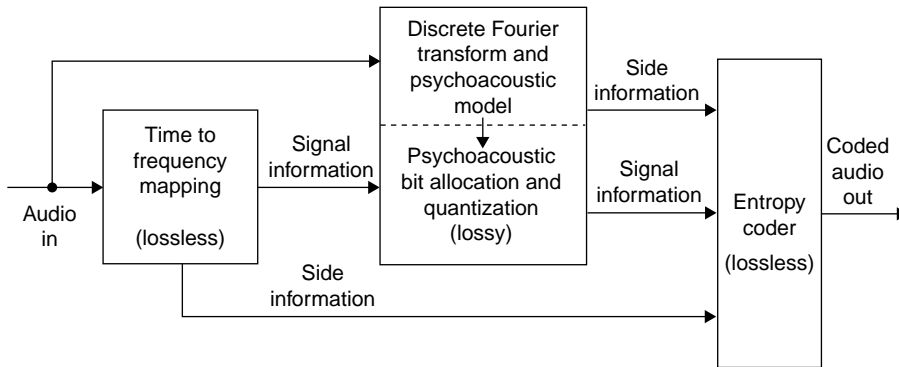 Discrete Fourier
transform and
psychoacoustic
model
Side
information
Time to
frequency
mapping
(lossless)
Signal
information
Psychoacoustic
bit allocation and
quantization
(lossy)
Signal
information
Coded
audio
out
Audio
in
Entropy
coder
(lossless)
Side
information